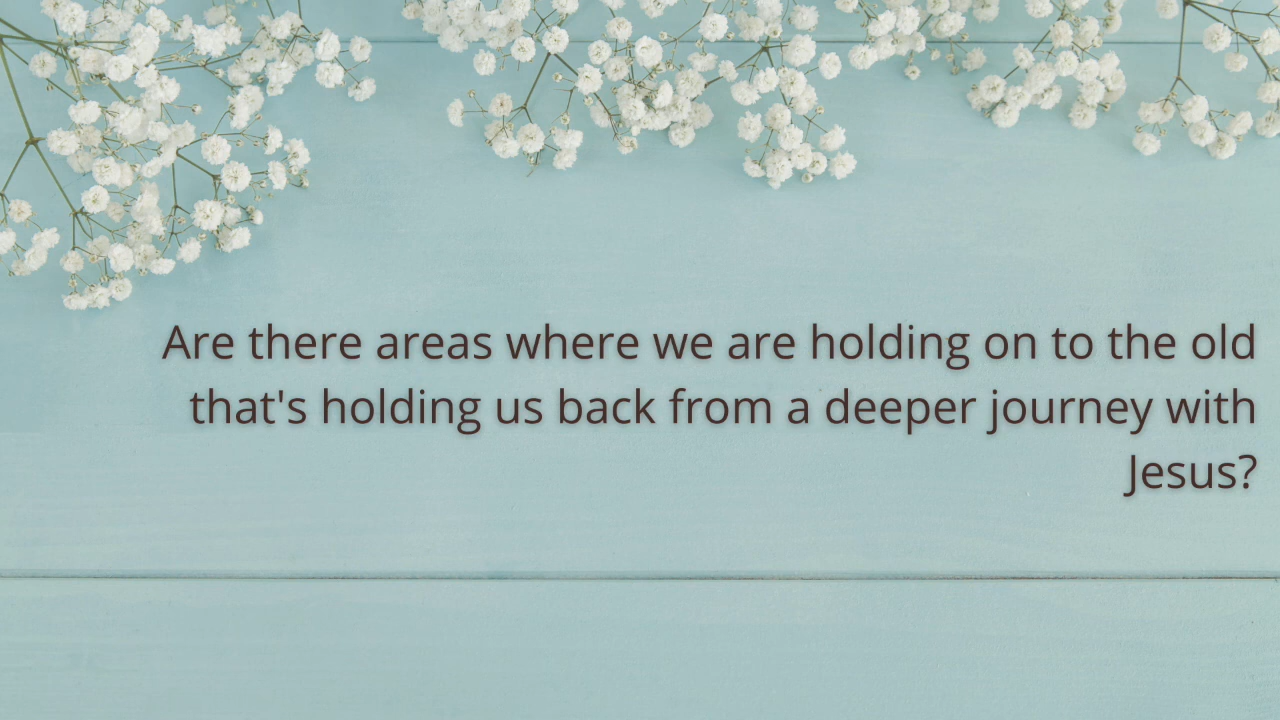 Are there areas where we are holding on to the old
that's holding us back from a deeper journey with
Jesus?